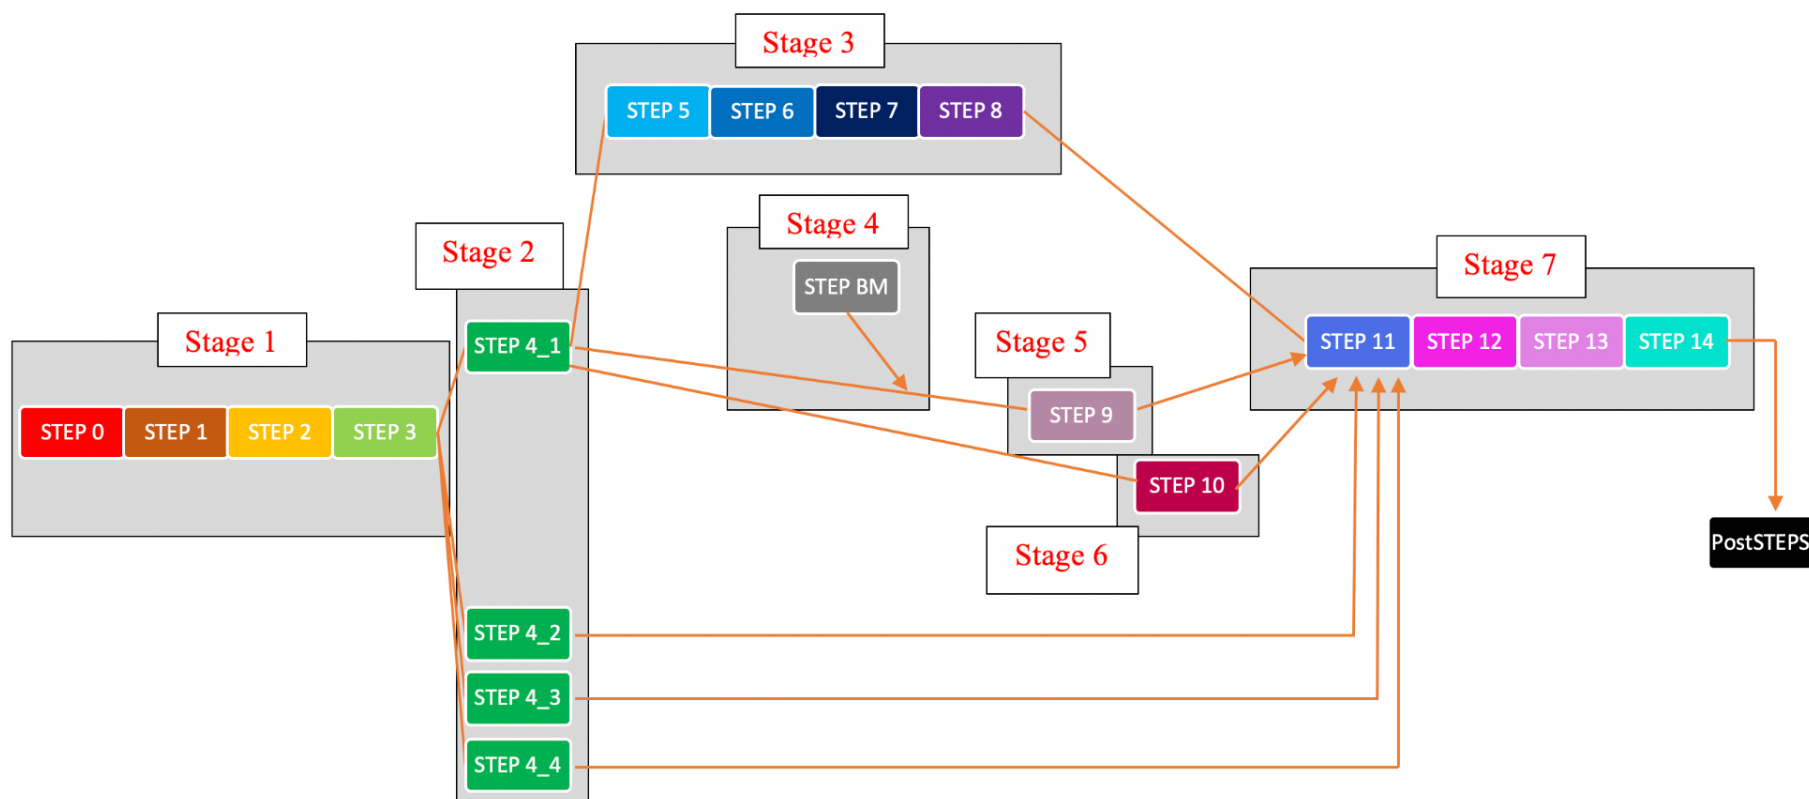 Stage 3
STEP 5
STEP 6
STEP 7
STEP 8
Stage 4
STEP BM
Stage 2
STEP 4_1
STEP 4_2
STEP 4_3
STEP 4_4
Stage 1
STEP 0
STEP 1
STEP 2
STEP 3
Stage 5
STEP 9
STEP 10
Stage 6
Stage 7
STEP 11
STEP 12
STEP 13
STEP 14
PostSTEPS